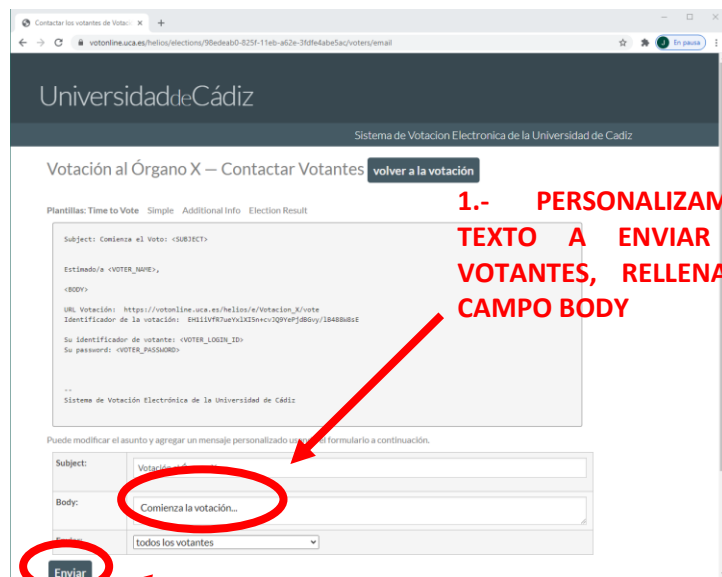 Contactar los votantes de Votaci
votonline.uca.es/helios/elections/98edeab0-825f-11eb-a62e-3fdfe4abe5ac/voters/email
J En pausa
UniversidaddeCádiz
Sistema de Votacion Electronica de la Universidad de Cadiz
Votación al Órgano X — Contactar Votantes volver a la votación
Plantillas: Time to Vote Simple Additional Info Election Result
1.- PERSONALIZAM
TEXTO A ENVIAR
VOTANTES, RELLENA
CAMPO BODY
Subject: Comienza el Voto: <SUBJECT>
Estimado/a <VOTER_NAME>,
<BODY>
URL Votación: https://votonline.uca.es/helios/e/Votacion_X/vote
Identificador de la votación:
Su identificador de votante: <VOTER_LOGIN_ID>
Su password: <VOTER_PASSWORD>
--
Sistema de Votación Electrónica de la Universidad de Cádiz
Puede modificar el asunto y agregar un mensaje personalizado formulario a continuación.
Subject:
Votación
Body:
Comienza la votación...
todos los votantes
Enviar